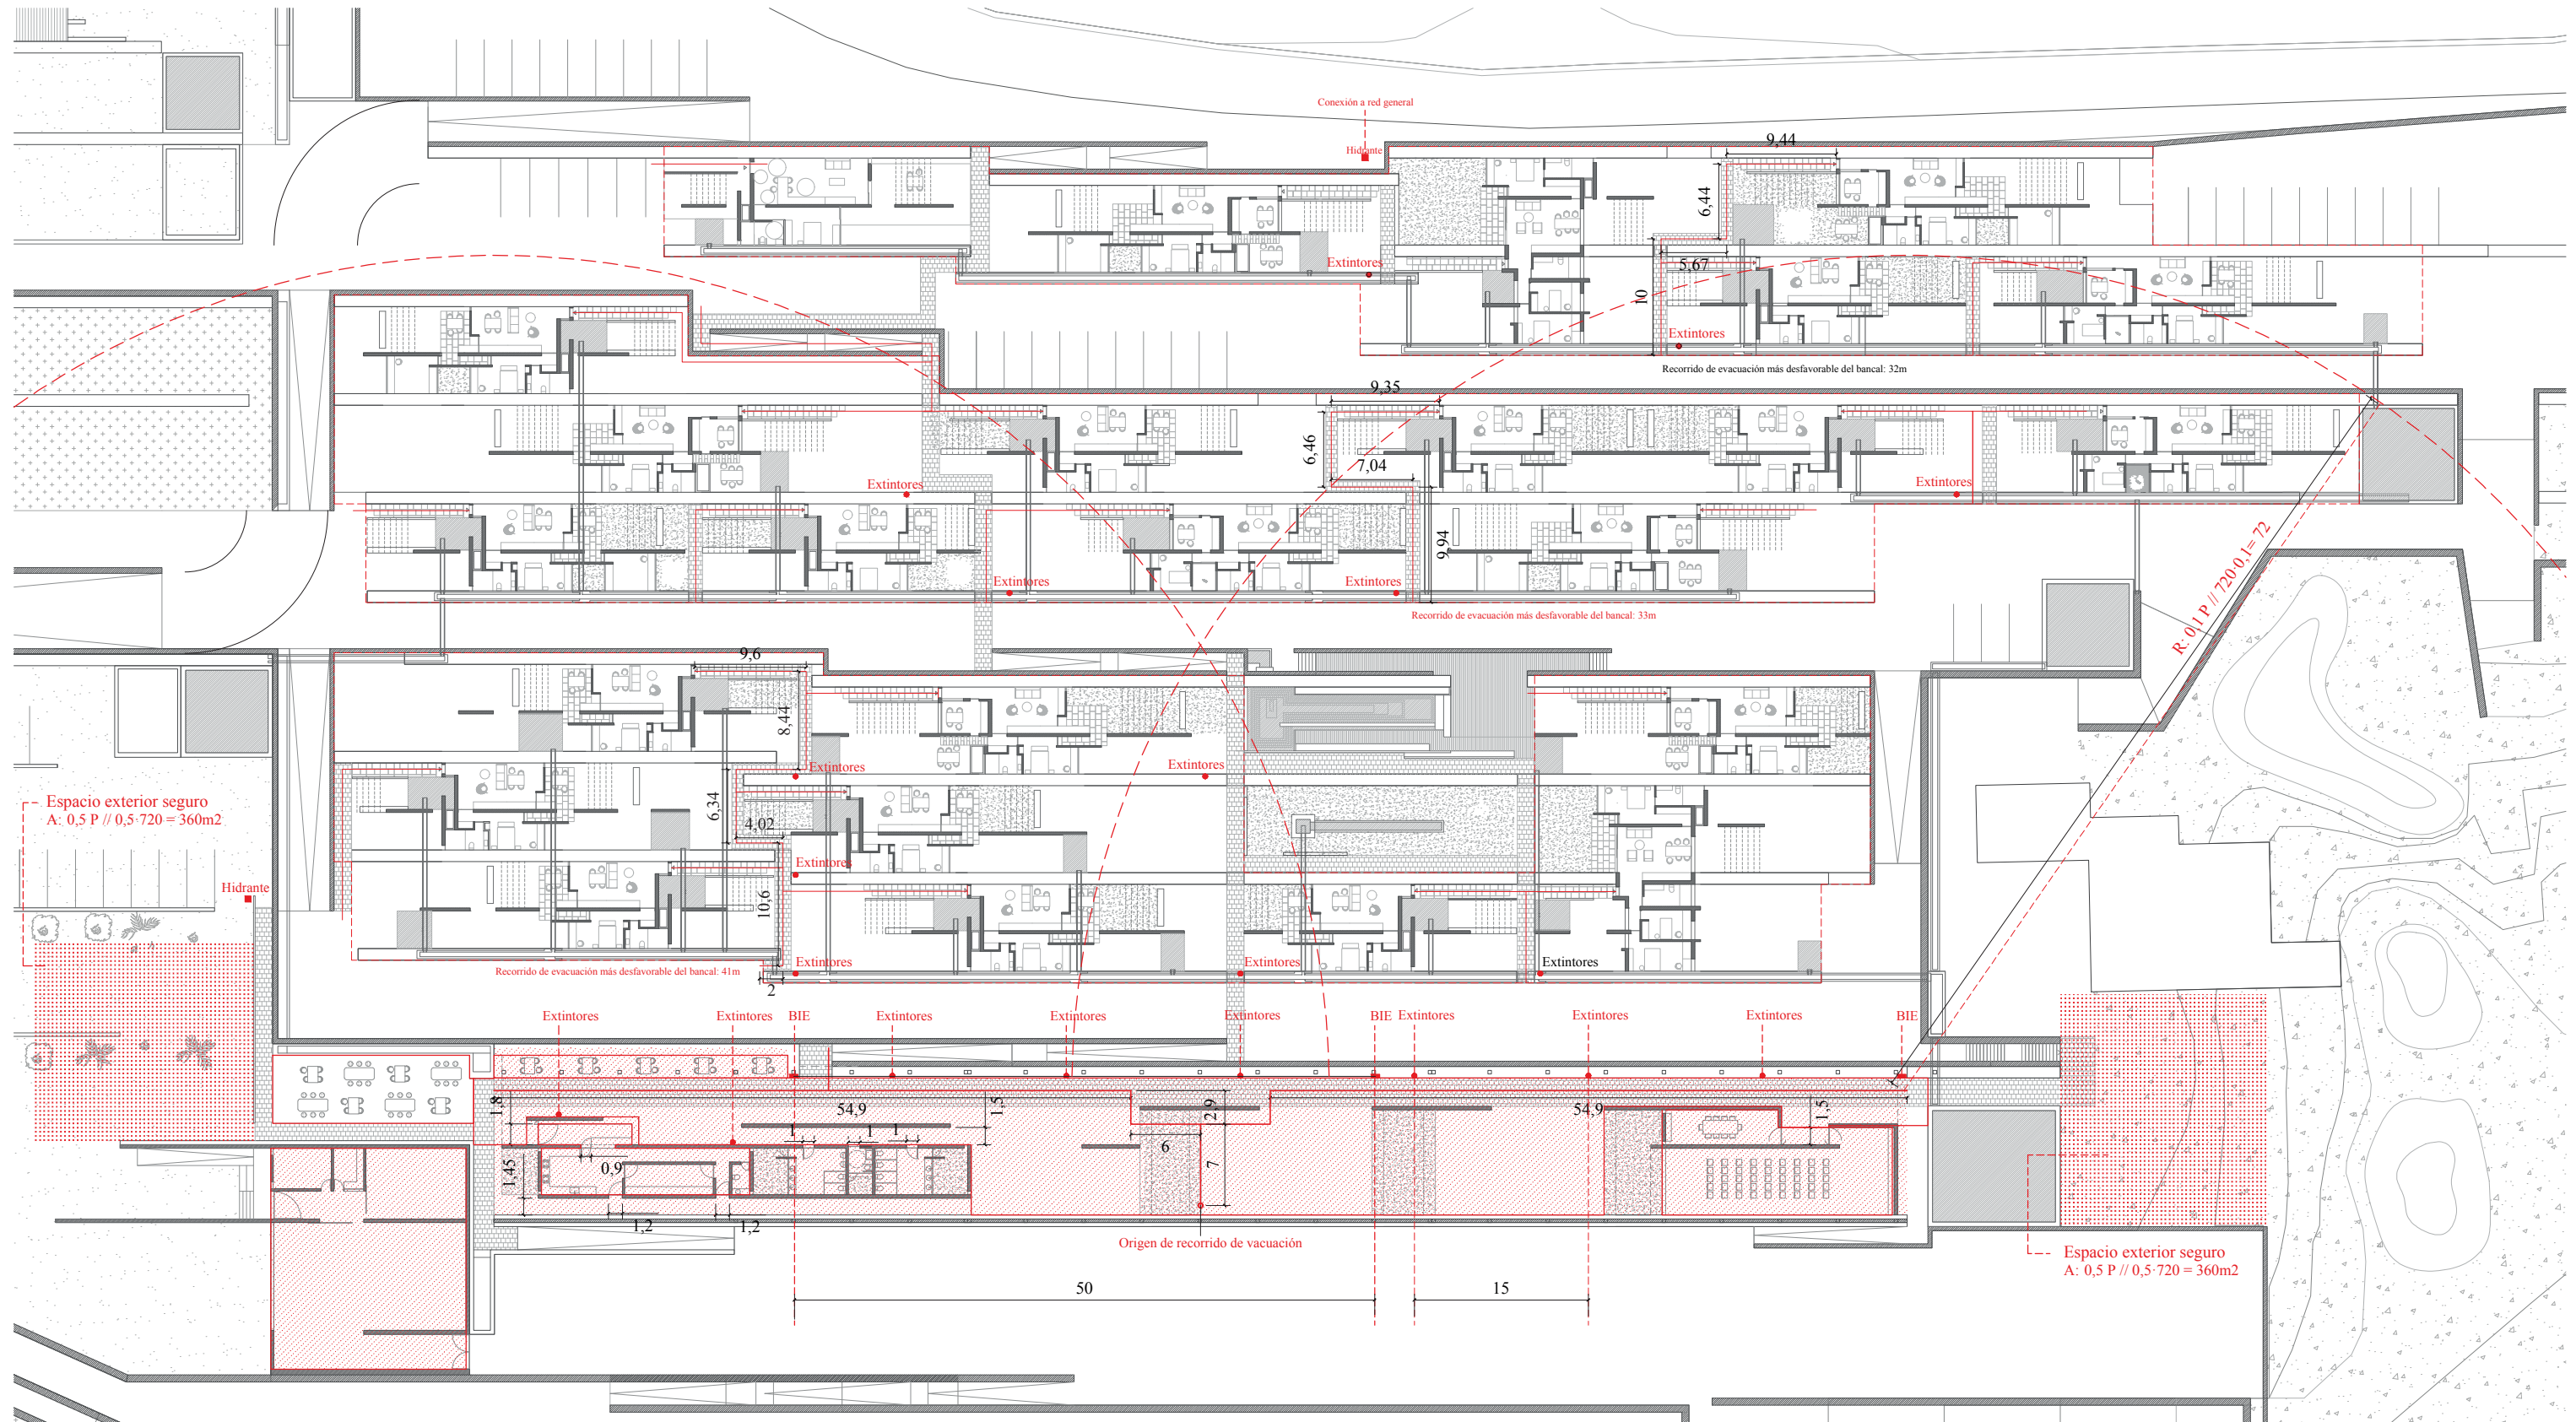 Conexión a red general
Hidrante
9,44
6,44
Extintores
5,67
10
Extintores
Recorrido de evacuación más desfavorable del bancal: 32m
9,35
6,46
7,04
Extintores
Extintores
9,94
Extintores
Extintores
Recorrido de evacuación más desfavorable del bancal: 33m
R: 0,1 P // 720·0,1= 72
9,6
8,44
Extintores
Extintores
Espacio exterior seguro
A: 0,5 P // 0,5·720 = 360m2
6,34
4,02
Extintores
Hidrante
10,6
Extintores
Extintores
Extintores
Recorrido de evacuación más desfavorable del bancal: 41m
2
Extintores
Extintores
BIE
Extintores
Extintores
Extintores
BIE
Extintores
Extintores
Extintores
BIE
1,8
54,9
1,5
2,9
54,9
1,5
1
1
1
6
7
1,45
0,9
1,2
1,2
Origen de recorrido de vacuación
Espacio exterior seguro
A: 0,5 P // 0,5·720 = 360m2
50
15